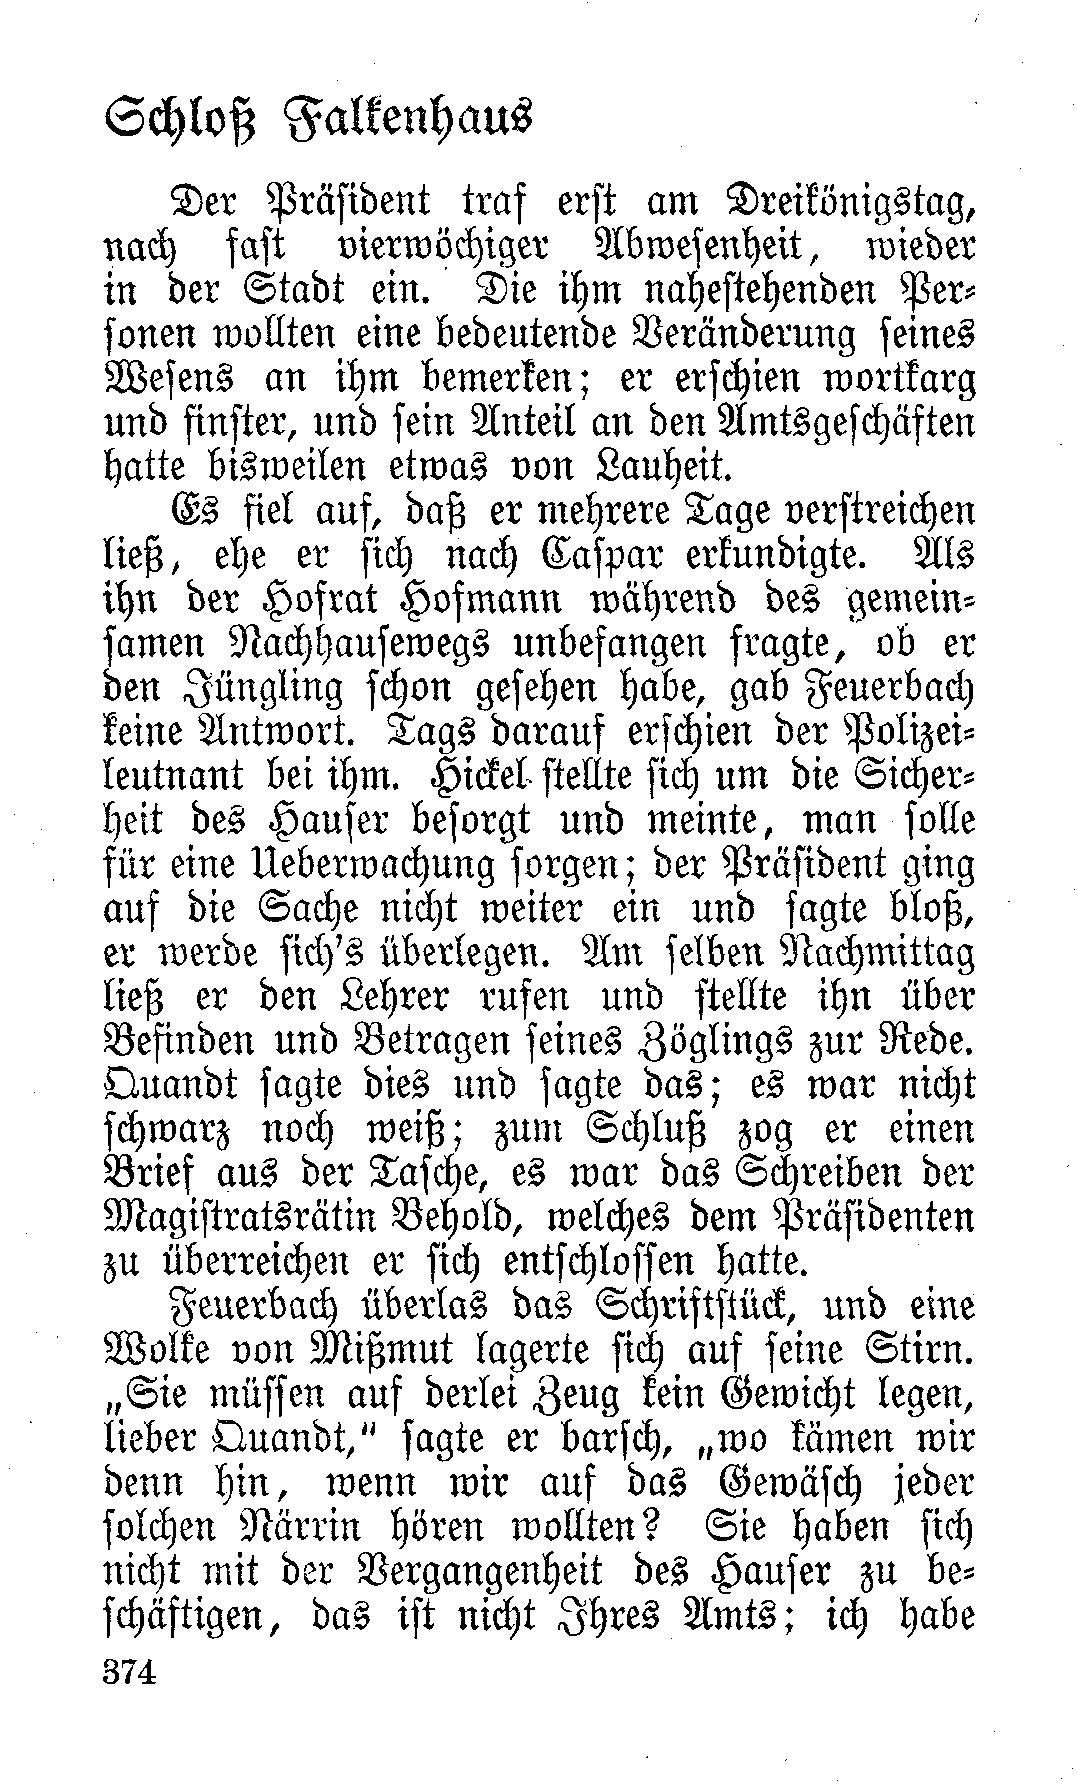 Schloß Falkenhaus
Der Präsident traf erst am Dreikönigstag,
nach fast vierwöchiger Abwesenheit, wieder
in der Stadt ein. Die ihm nahestehenden Per-
sonen wollten eine bedeutende Veränderung seines
Wesens an ihm bemerken; er erschien wortkarg
und finster, und sein Anteil an den Amtsgeschäften
hatte bisweilen etwas von Lauheit.
Es fiel auf, daß er mehrere Tage verstreichen
ließ, ehe er sich nach Caspar erkundigte. Als
ihn der Hofrat Hofmann während des gemein-
samen Nachhausewegs unbefangen fragte, ob er
den Jüngling schon gesehen habe, gab Feuerbach
keine Antwort. Tags darauf erschien der Polizei-
leutnant bei ihm. Hickel stellte sich um die Sicher-
heit des Hauser besorgt und meinte, man solle
für eine Ueberwachung sorgen; der Präsident ging
auf die Sache nicht weiter ein und sagte bloß,
er werde sich's überlegen. Am selben Nachmittag
ließ er den Lehrer rufen und stellte ihn über
Befinden und Betragen seines Zöglings zur Rede.
Quandt sagte dies und sagte das; es war nicht
schwarz noch weiß; zum Schluß zog er einen
Brief aus der Tasche, es war das Schreiben der
Magistratsrätin Behold, welches dem Präsidenten
zu überreichen er sich entschlossen hatte.
Feuerbach überlas das Schriftstück, und eine
Wolke von Mißmut lagerte sich auf seine Stirn.
„Sie müssen auf derlei Zeug kein Gewicht legen,
lieber Quandt,“ sagte er barsch, „wo kämen wir
denn hin, wenn wir auf das Gewäsch jeder
solchen Närrin hören wollten? Sie haben sich
nicht mit der Vergangenheit des Hauser zu be-
schäftigen, das ist nicht Ihres Amts; ich habe
374